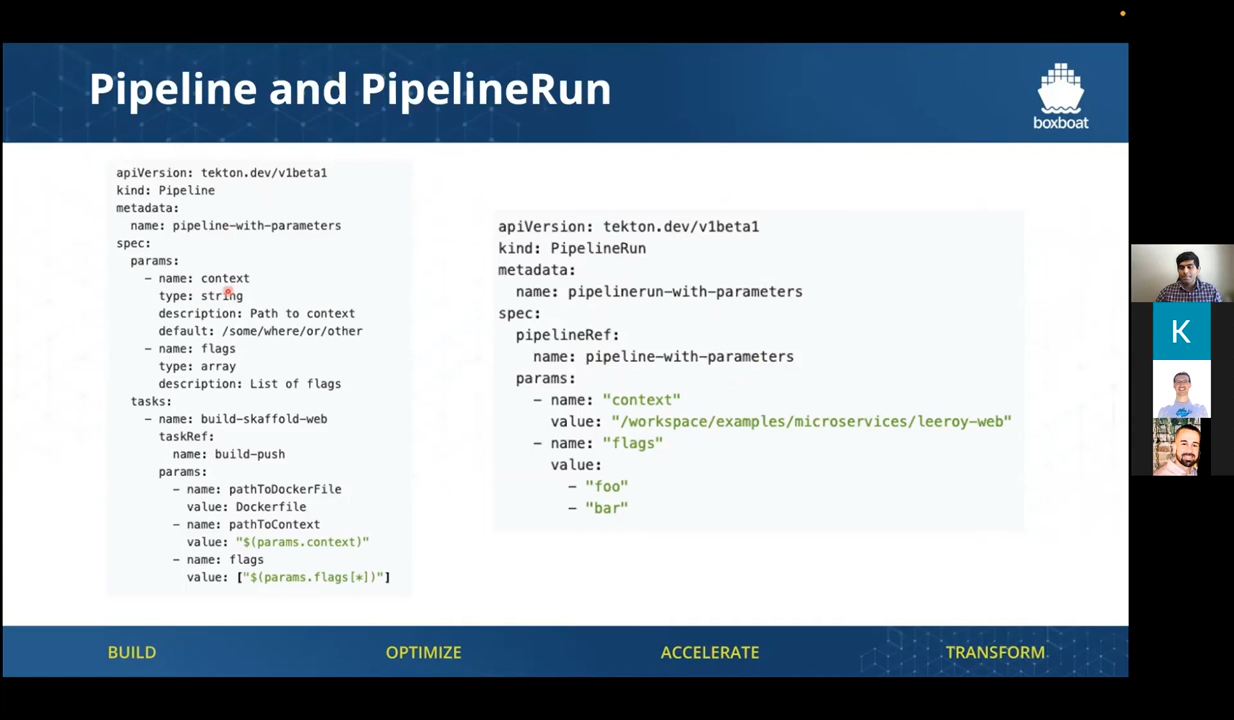 Pipeline and PipelineRun
boxboat
apiVersion: tekton.dev/v1beta1
kind: Pipeline
metadata:
  name: pipeline-with-parameters
spec:
  params:
    - name: context
      type: string
      description: Path to context
      default: /some/where/or/other
    - name: flags
      type: array
      description: List of flags
  tasks:
    - name: build-skaffold-web
      taskRef:
        name: build-push
      params:
        - name: pathToDockerFile
          value: Dockerfile
        - name: pathToContext
          value: "$(params.context)"
        - name: flags
          value: ["$(params.flags[*])"]
apiVersion: tekton.dev/v1beta1
kind: PipelineRun
metadata:
  name: pipelinerun-with-parameters
spec:
  pipelineRef:
    name: pipeline-with-parameters
  params:
    - name: "context"
      value: "/workspace/examples/microservices/leeroy-web"
    - name: "flags"
      value:
        - "foo"
        - "bar"
K
BUILD
OPTIMIZE
ACCELERATE
TRANSFORM